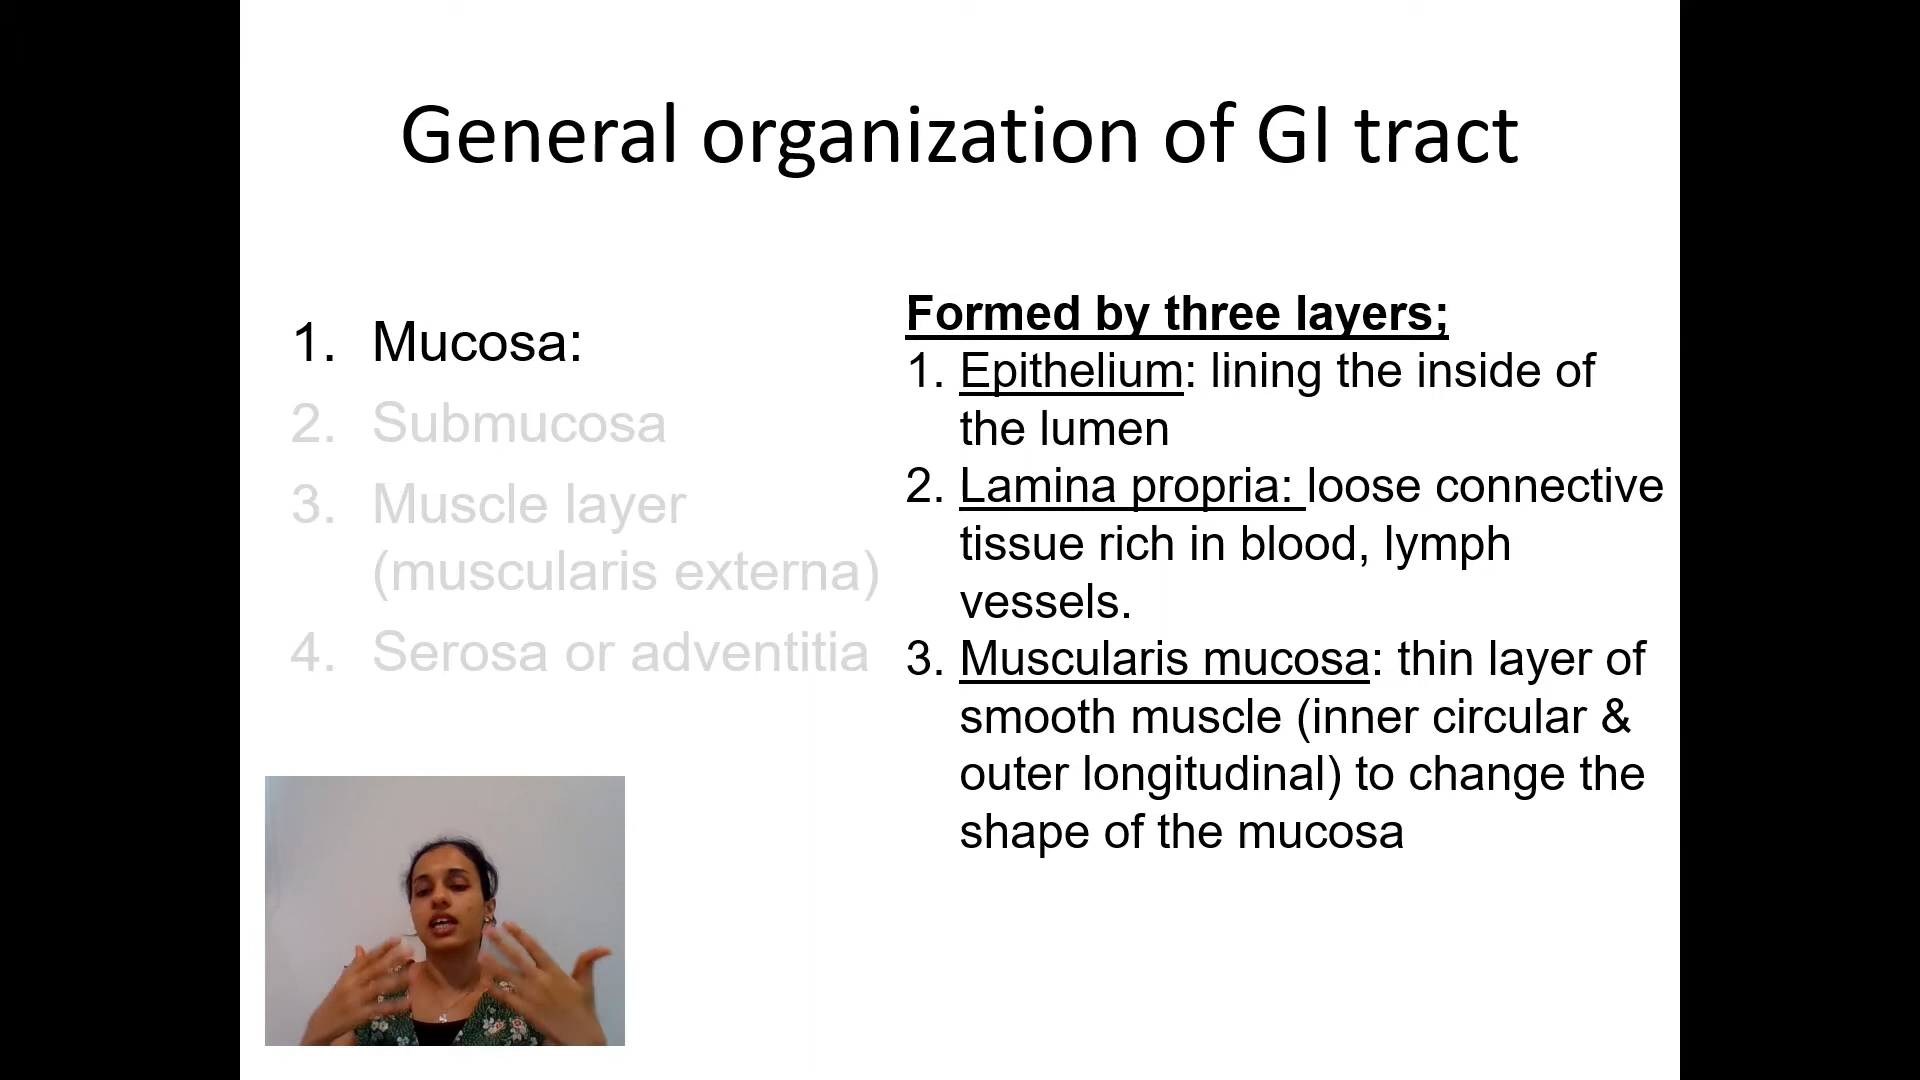 General organization of GI tract
1. Mucosa:
2. Submucosa
3. Muscle layer
(muscularis externa)
4. Serosa or adventitia
Formed by three layers;
1. Epithelium: lining the inside of
the lumen
2. Lamina propria: loose connective
tissue rich in blood, lymph
vessels.
3. Muscularis mucosa: thin layer of
smooth muscle (inner circular &
outer longitudinal) to change the
shape of the mucosa